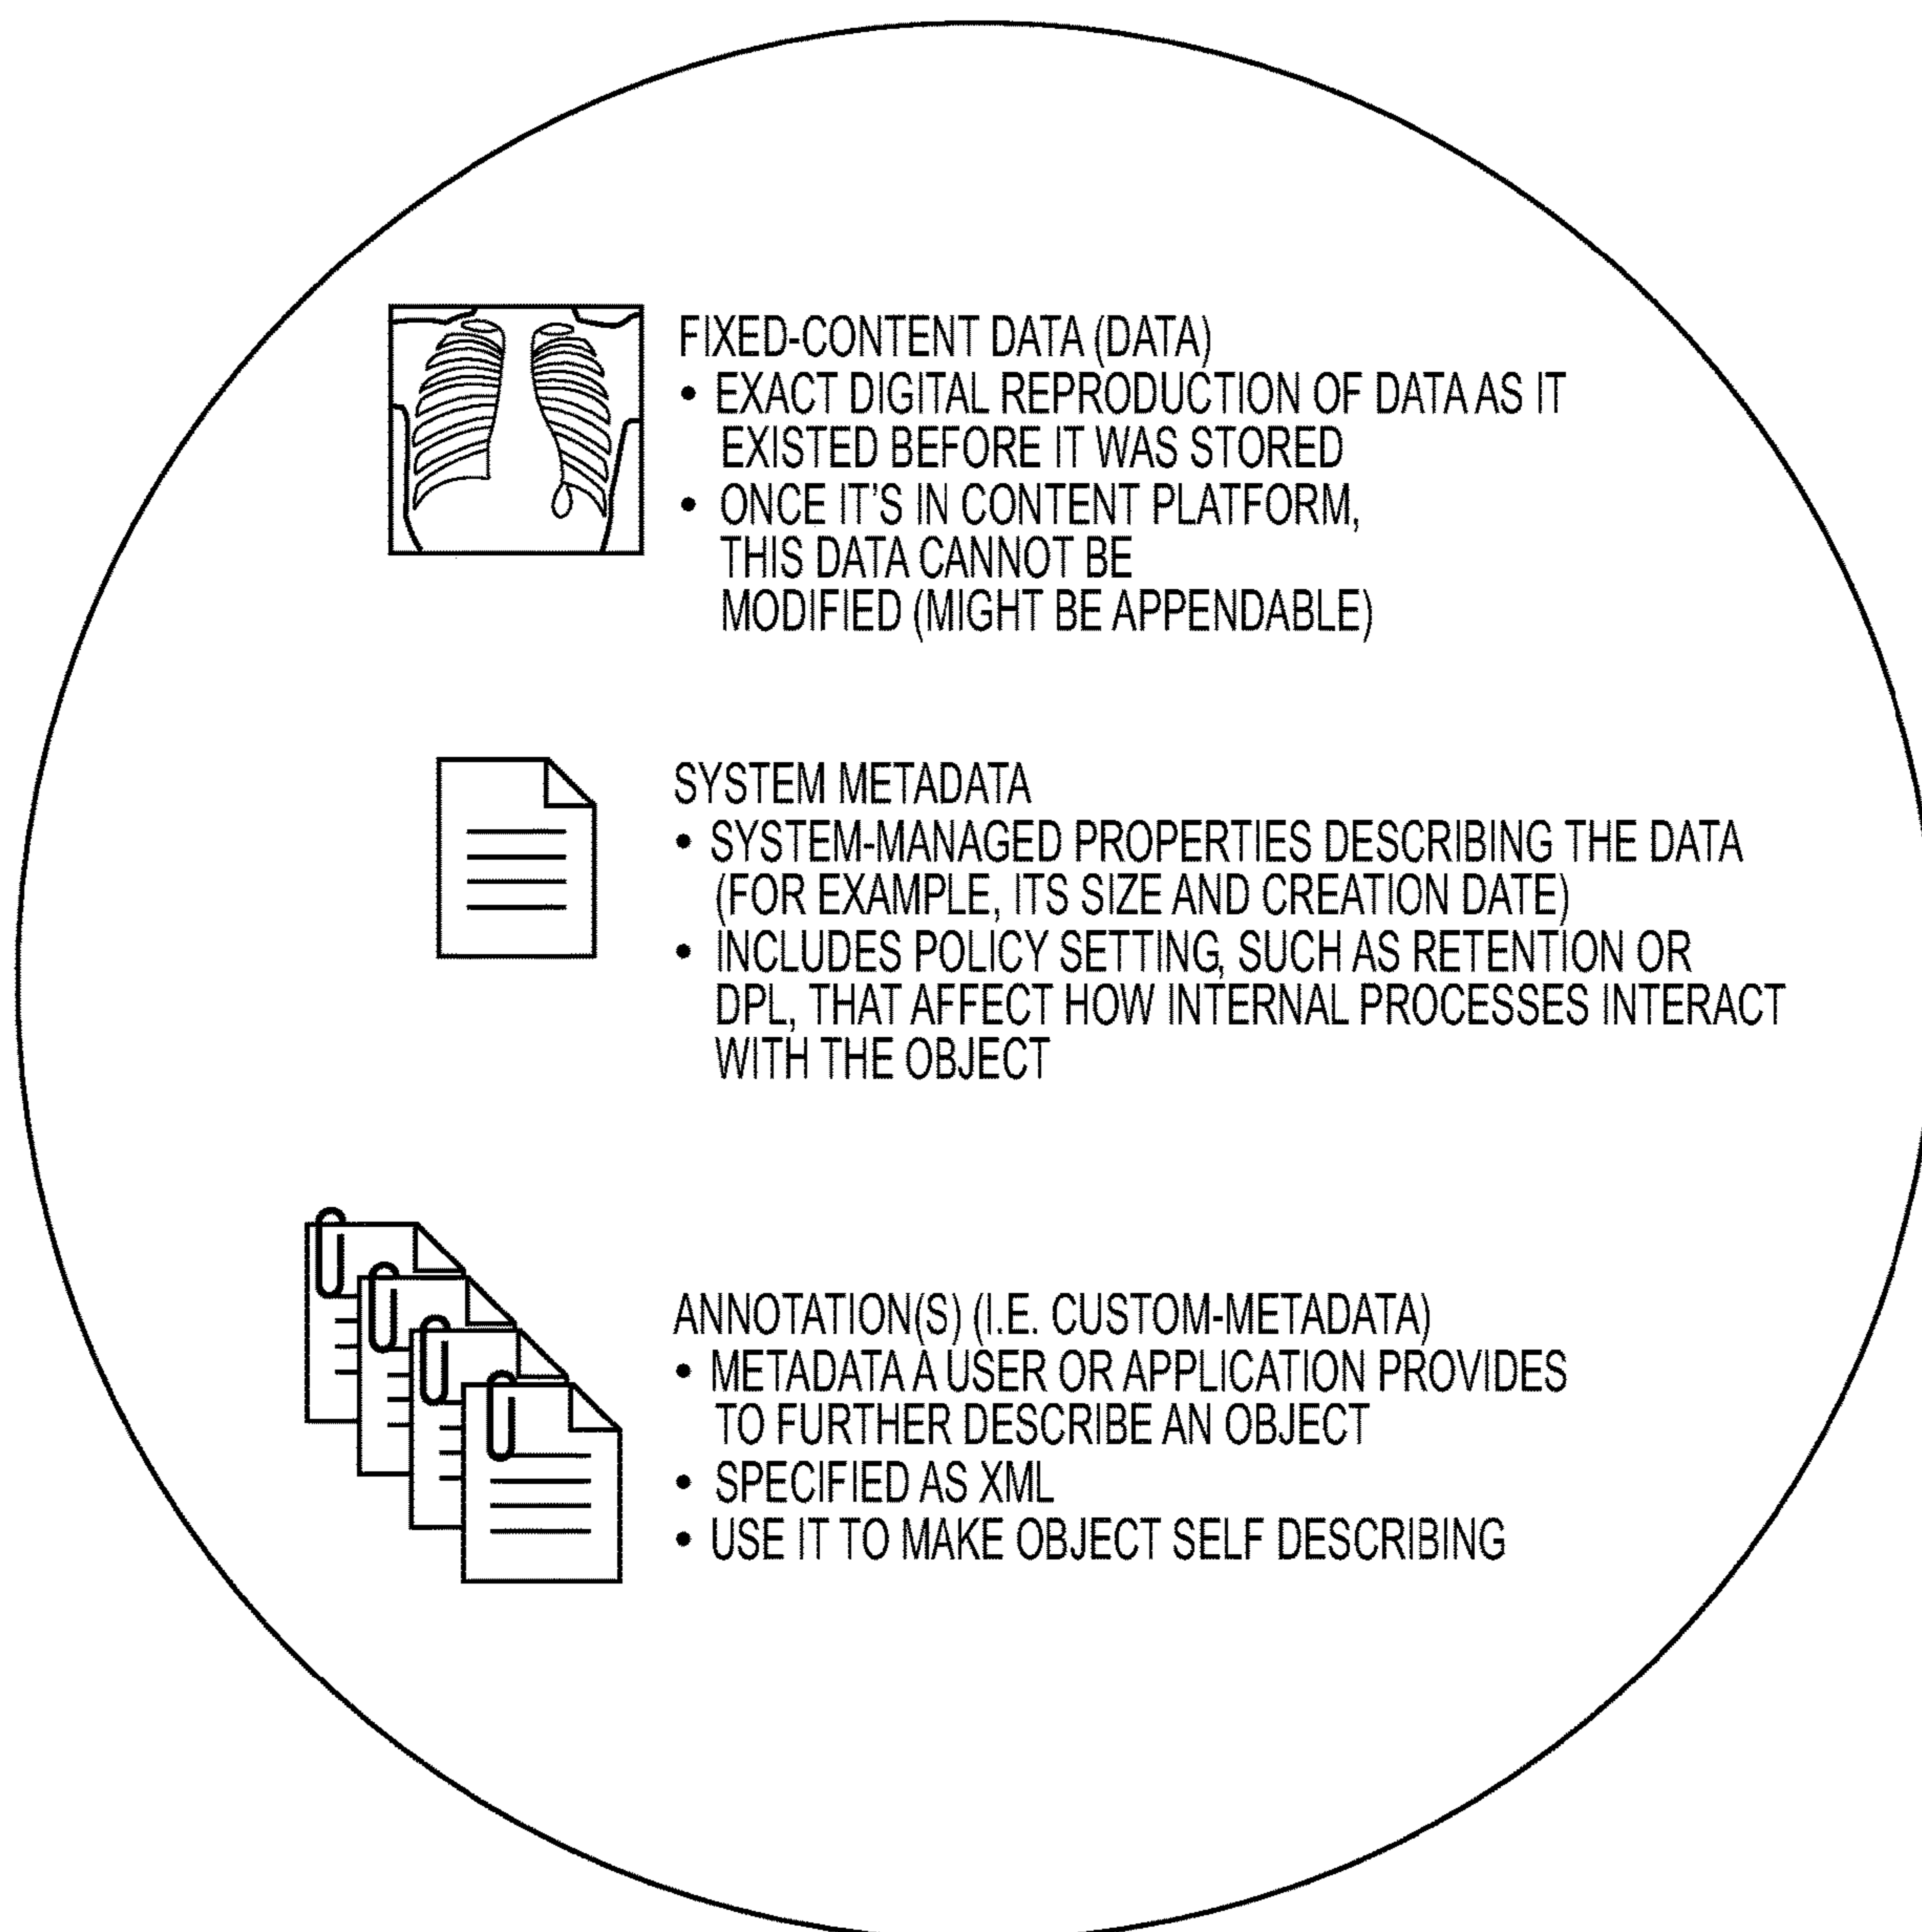 FIXED-CONTENT DATA (DATA)
• EXACT DIGITAL REPRODUCTION OF DATA AS IT
EXISTED BEFORE IT WAS STORED
• ONCE IT'S IN CONTENT PLATFORM,
THIS DATA CANNOT BE
MODIFIED (MIGHT BE APPENDABLE)
SYSTEM METADATA
• SYSTEM-MANAGED PROPERTIES DESCRIBING THE DATA
(FOR EXAMPLE, ITS SIZE AND CREATION DATE)
• INCLUDES POLICY SETTING, SUCH AS RETENTION OR
DPL, THAT AFFECT HOW INTERNAL PROCESSES INTERACT
WITH THE OBJECT
ANNOTATION(S) (I.E. CUSTOM-METADATA)
• METADATA A USER OR APPLICATION PROVIDES
TO FURTHER DESCRIBE AN OBJECT
• SPECIFIED AS XML
• USE IT TO MAKE OBJECT SELF DESCRIBING